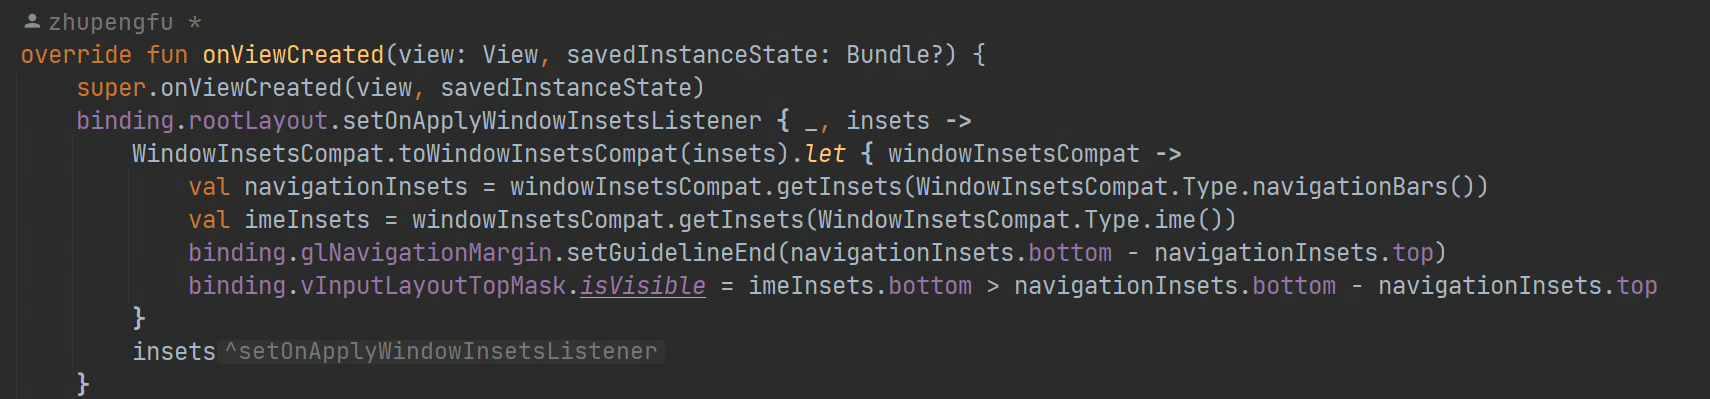 zhupengfu *
override fun onViewCreated(view: View, savedInstanceState: Bundle?) {
super.onViewCreated(view, savedInstanceState)
binding.rootLayout.setOnApplyWindowInsetsListener { _, insets ->
WindowInsetsCompat.toWindowInsetsCompat(insets).let { windowInsetsCompat ->
val navigationInsets = windowInsetsCompat.getInsets(WindowInsetsCompat.Type.navigationBars())
val imeInsets = windowInsetsCompat.getInsets(WindowInsetsCompat.Type.ime())
binding.glNavigationMargin.setGuidelineEnd(navigationInsets.bottom - navigationInsets.top)
binding.vInputLayoutTopMask.isVisible = imeInsets.bottom > navigationInsets.bottom - navigationInsets.top
}
insets ^setOnApplyWindowInsetsListener
}